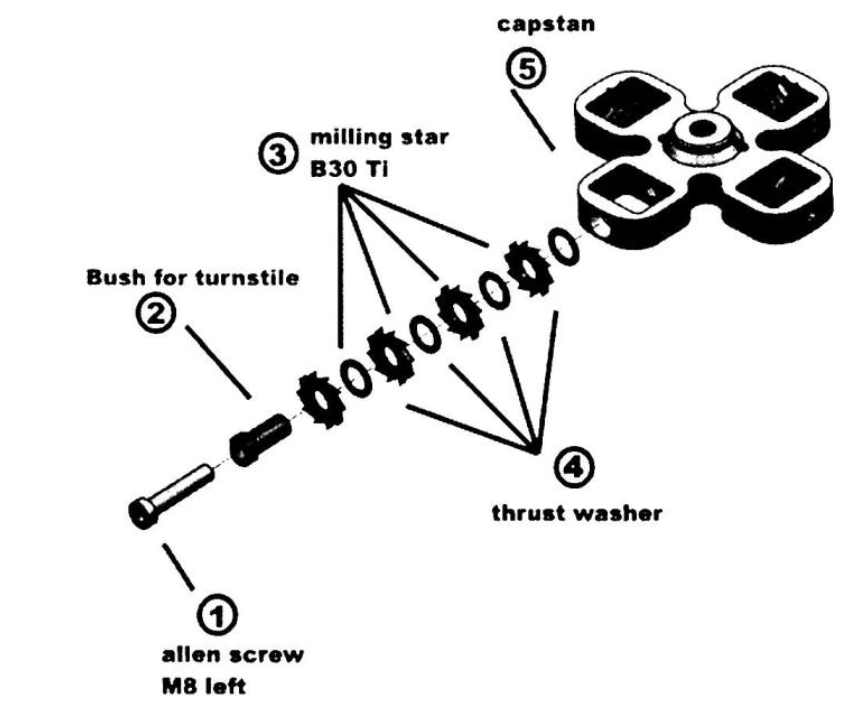 capstan
5
3 milling star
B30 Ti
Bush for turnstile
2
4
thrust washer
1
allen screw
M8 left